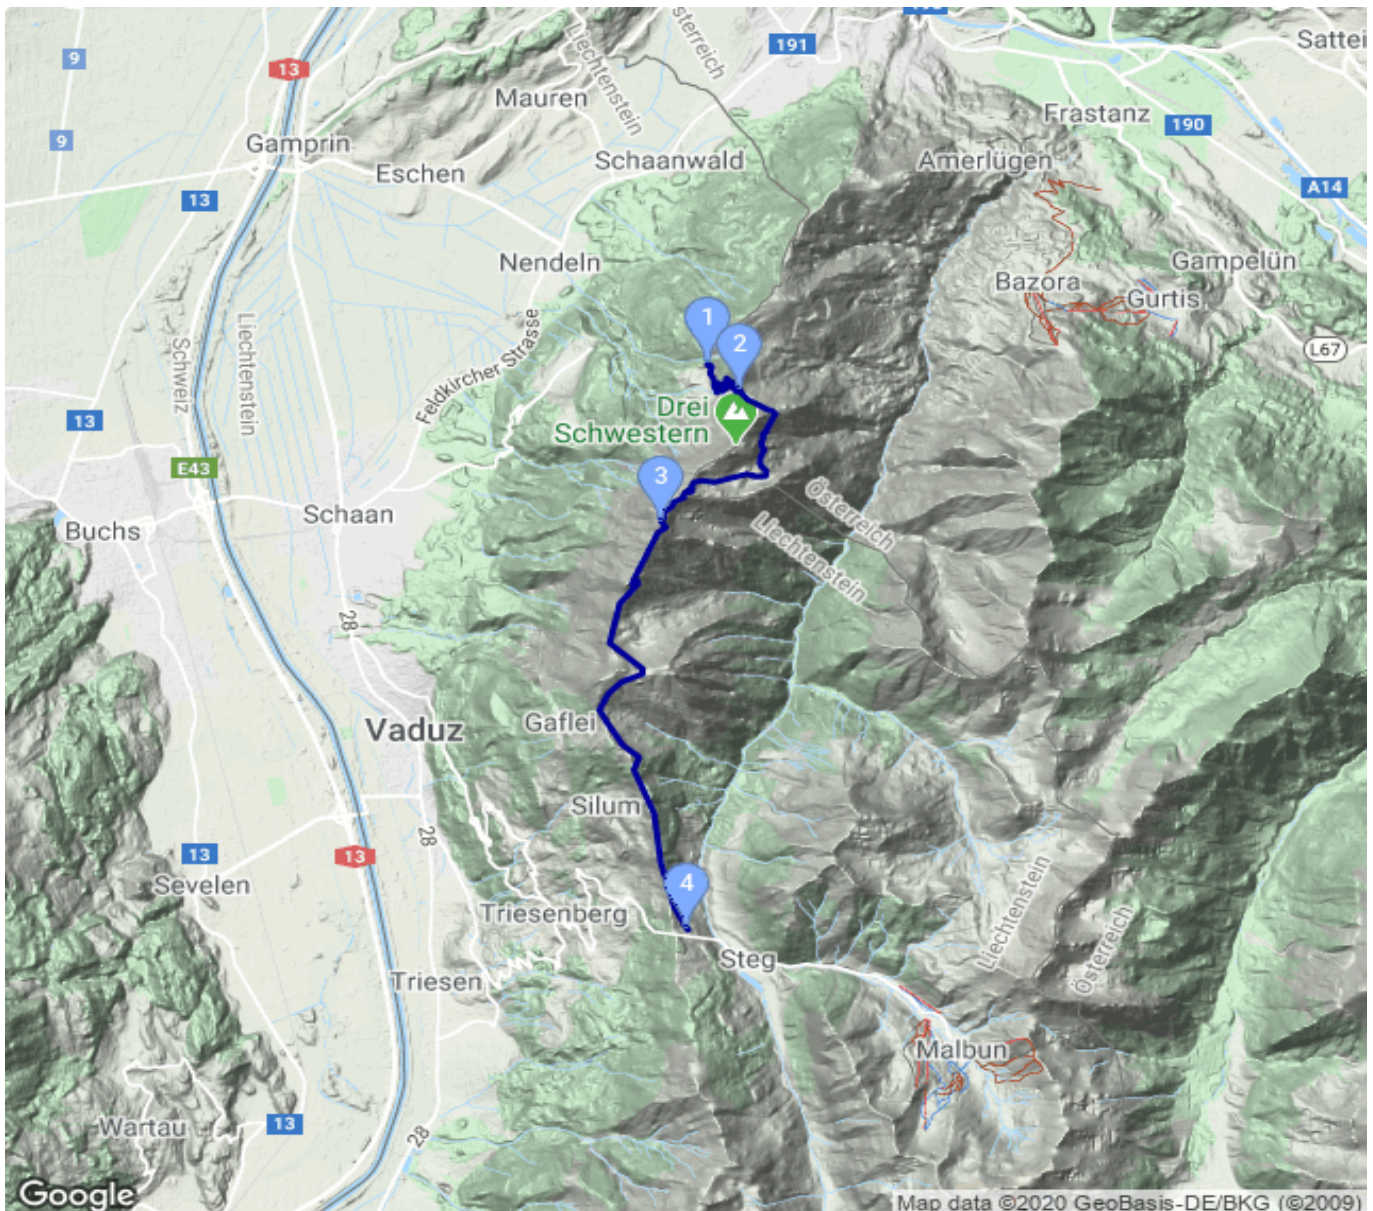 Österreich
191
Sattei
9
13
Liechtenstein
Mauren
Frastanz
190
9
Gamprin
Schaanwald
Amerlügen
Eschen
A14
13
Nendeln
Gampelün
Bazora
Gurtis
1
2
Schweiz
Liechtenstein
Feldkircher Strasse
L67
Drei
Schwestern
13
E43
3
Österreich
Schaan
Liechtenstein
Buchs
28
Gaflei
Vaduz
Silum
28
13
13
Sevelen
4
Triesenberg
Liechtenstein
Österreich
Steg
Triesen
Malbun
Wartau
13
28
Google
Map data ©2020 GeoBasis-DE/BKG (©2009)